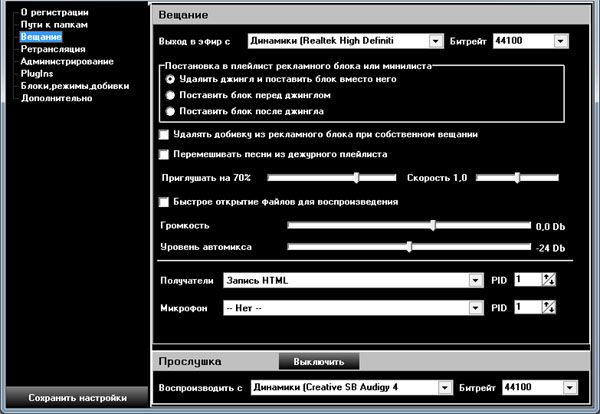 О регистрации
Пути к папкам
Вещание
Ретрансляция
Администрирование
PlugIns
Блоки,режимы,добивки
Дополнительно
Сохранить настройки
Вещание
Выход в эфир с Динамики (Realtek High Definiti Битрейт 44100
Постановка в плейлист рекламного блока или минилиста
Удалить джингл и поставить блок вместо него
Поставить блок перед джинглом
Поставить блок после джингла
Удалять добивку из рекламного блока при собственном вещании
Перемешивать песни из дежурного плейлиста
Приглушать на 70% Скорость 1,0
Быстрое открытие файлов для воспроизведения
Громкость 0,0 Db
Уровень автомикса -24 Db
Получатели Запись HTML PID 1
Микрофон -- Нет -- PID 1
Прослушка Выключить
Воспроизводить с Динамики (Creative SB Audigy 4 Битрейт 44100